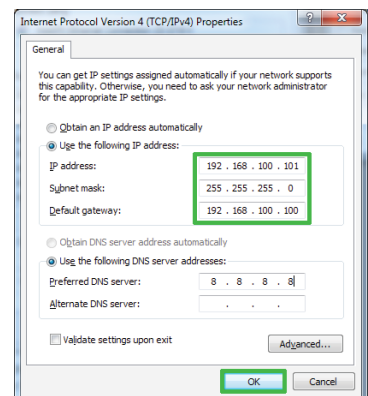 Internet Protocol Version 4 (TCP/IPv4) Properties
General
You can get IP settings assigned automatically if your network supports
this capability. Otherwise, you need to ask your network administrator
for the appropriate IP settings.
Obtain an IP address automatically
Use the following IP address:
IP address: 192 . 168 . 100 . 101
Subnet mask: 255 . 255 . 255 . 0
Default gateway: 192 . 168 . 100 . 100
Obtain DNS server address automatically
Use the following DNS server addresses:
Preferred DNS server: 8 . 8 . 8 . 8
Alternate DNS server: . . .
Validate settings upon exit
Advanced...
OK Cancel